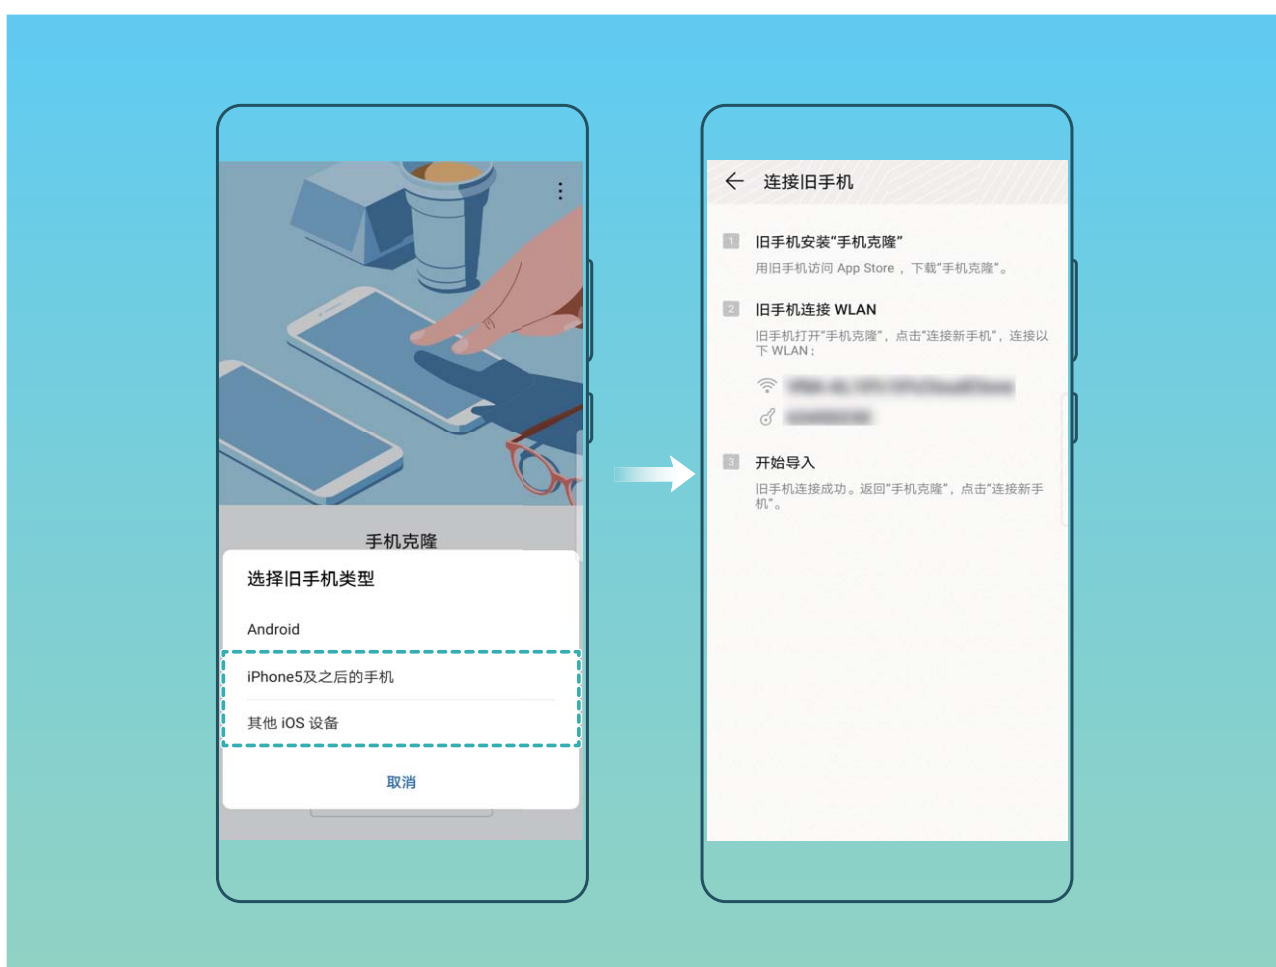 手机克隆
选择旧手机类型
Android
iPhone5及之后的手机
其他 iOS 设备
取消
连接旧手机
1 旧手机安装“手机克隆”
用旧手机访问 App Store ，下载“手机克隆”。
2 旧手机连接 WLAN
旧手机打开“手机克隆”，点击“连接新手机”，连接以
下 WLAN：
3 开始导入
旧手机连接成功。返回“手机克隆”，点击“连接新手
机”。